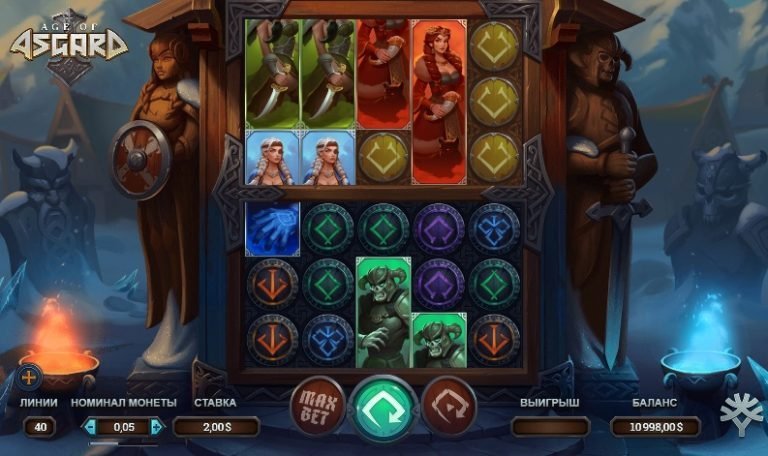 AGE OF
ASGARD
MAX
BET
ЛИНИИ
НОМИНАЛ МОНЕТЫ
СТАВКА
ВЫИГРЫШ
БАЛАНС
40
0,05
2,00$
10998,00$